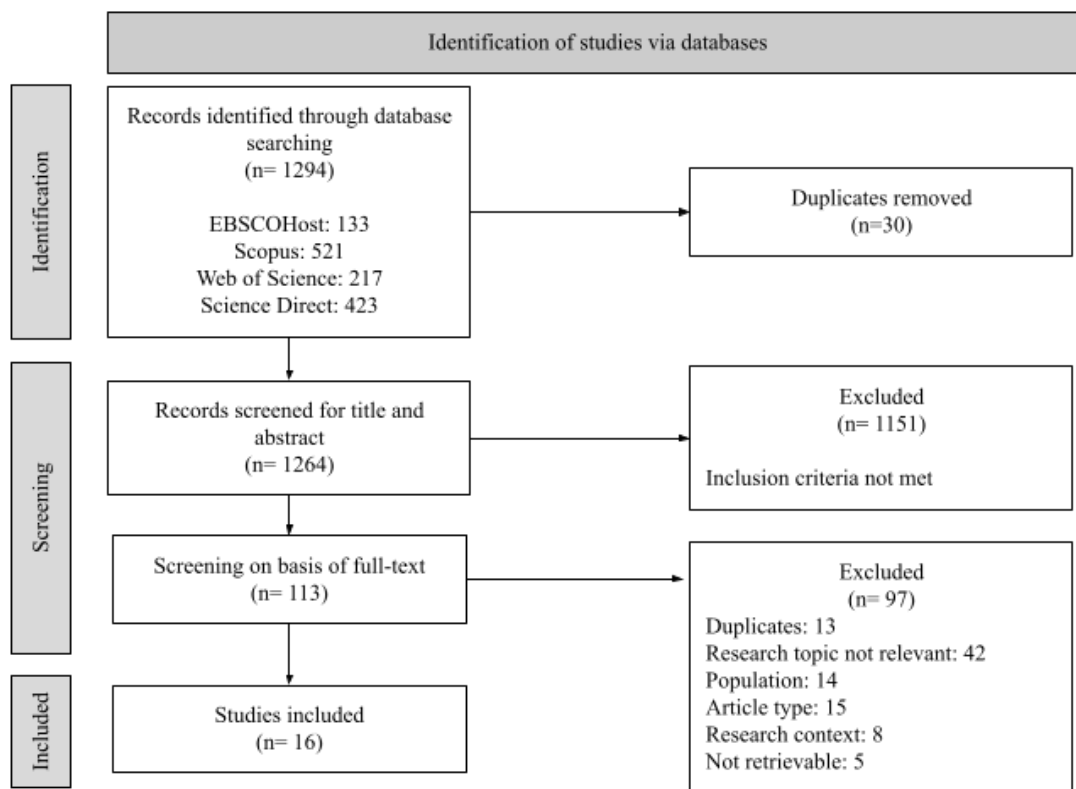 Identification of studies via databases
Identification
Records identified through database
searching
(n= 1294)
EBSCOHost: 133
Scopus: 521
Web of Science: 217
Science Direct: 423
Duplicates removed
(n=30)
Screening
Records screened for title and
abstract
(n= 1264)
Excluded
(n= 1151)
Inclusion criteria not met
Screening on basis of full-text
(n= 113)
Excluded
(n= 97)
Duplicates: 13
Research topic not relevant: 42
Population: 14
Article type: 15
Research context: 8
Not retrievable: 5
Included
Studies included
(n= 16)